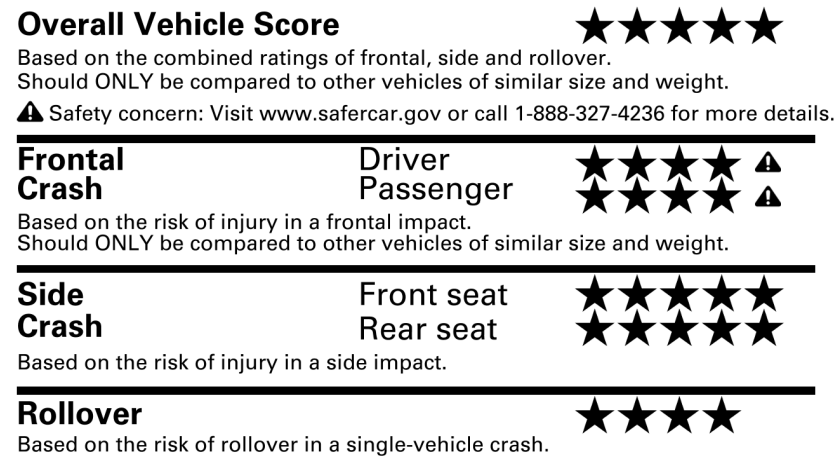 Overall Vehicle Score ★★★★★
Based on the combined ratings of frontal, side and rollover.
Should ONLY be compared to other vehicles of similar size and weight.
⚠ Safety concern: Visit www.safercar.gov or call 1-888-327-4236 for more details.
Frontal Driver ★★★★ ⚠
Crash Passenger ★★★★ ⚠
Based on the risk of injury in a frontal impact.
Should ONLY be compared to other vehicles of similar size and weight.
Side Front seat ★★★★★
Crash Rear seat ★★★★★
Based on the risk of injury in a side impact.
Rollover ★★★★
Based on the risk of rollover in a single-vehicle crash.